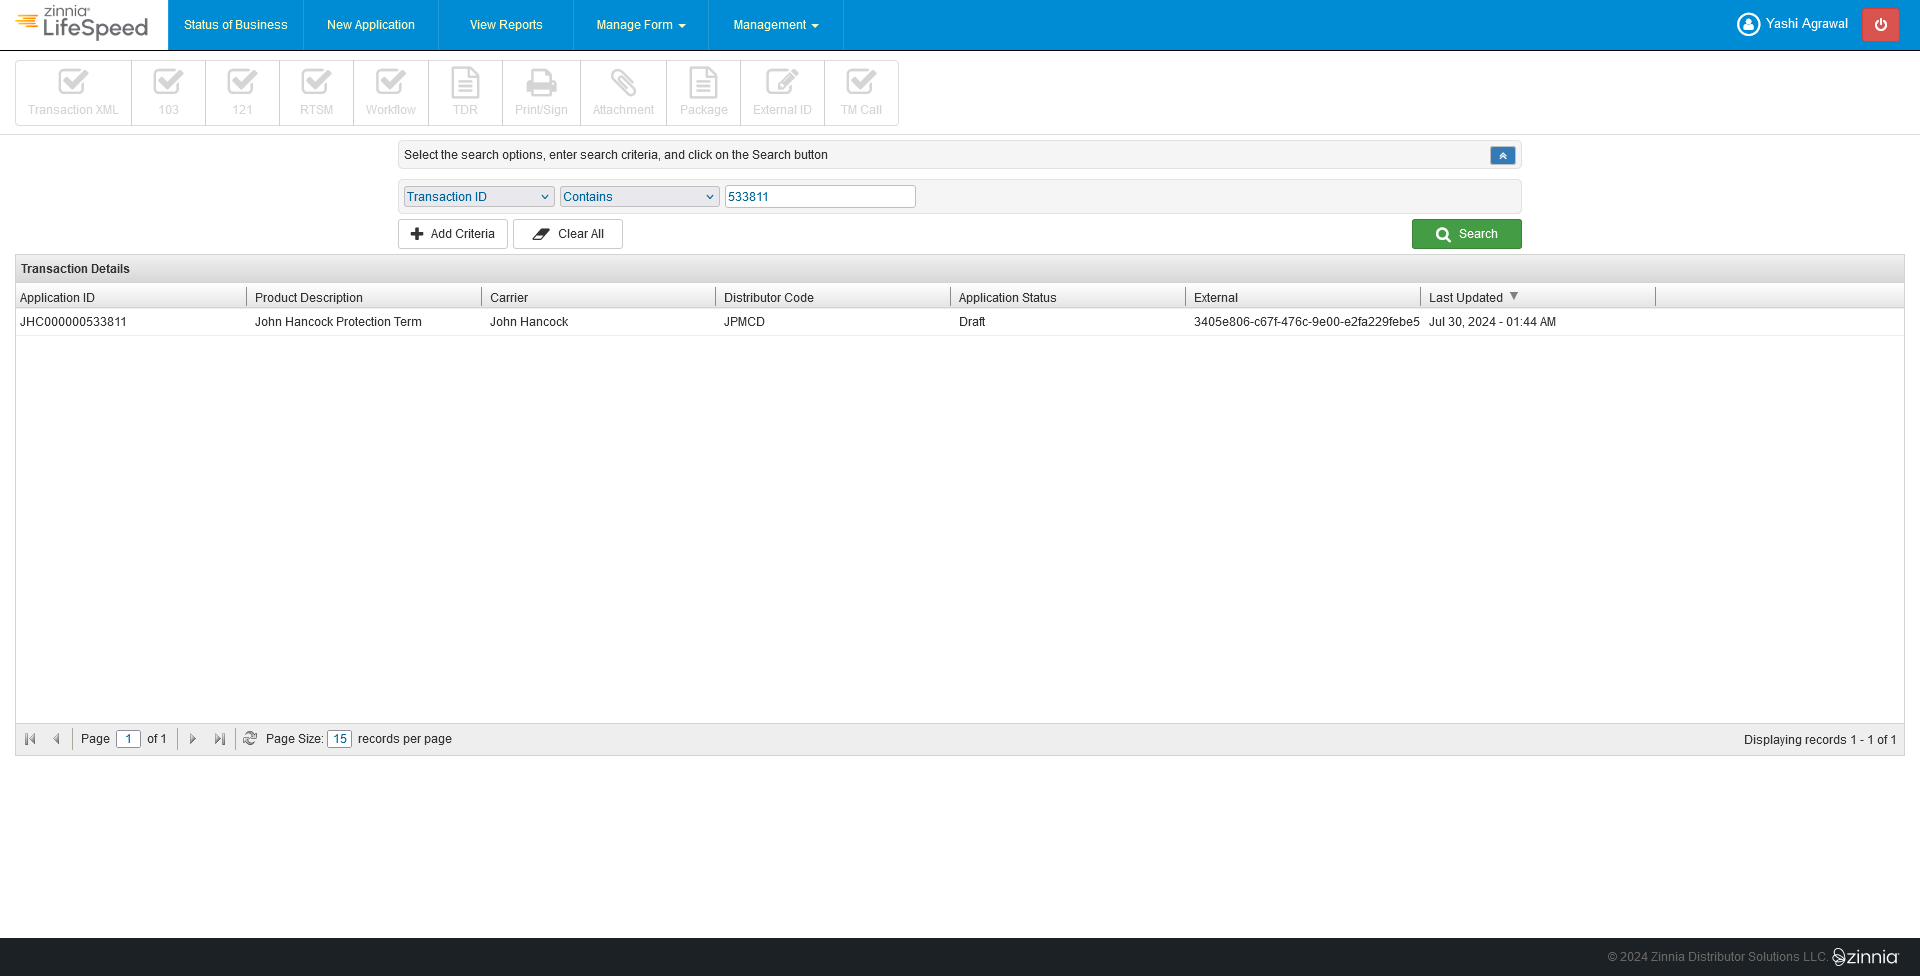 zinnia
LifeSpeed
Status of Business New Application View Reports Manage Form Management Yashi Agrawal
Transaction XML 103 121 RTSM Workflow TDR Print/Sign Attachment Package External ID TM Call
Select the search options, enter search criteria, and click on the Search button
Transaction ID Contains 533811
Add Criteria Clear All Search
Transaction Details
Application ID Product Description Carrier Distributor Code Application Status External Last Updated
JHC000000533811 John Hancock Protection Term John Hancock JPMCD Draft 3405e806-c67f-476c-9e00-e2fa229febe5 Jul 30, 2024 - 01:44 AM
Page 1 of 1 Page Size: 15 records per page Displaying records 1 - 1 of 1
© 2024 Zinnia Distributor Solutions LLC. zinnia